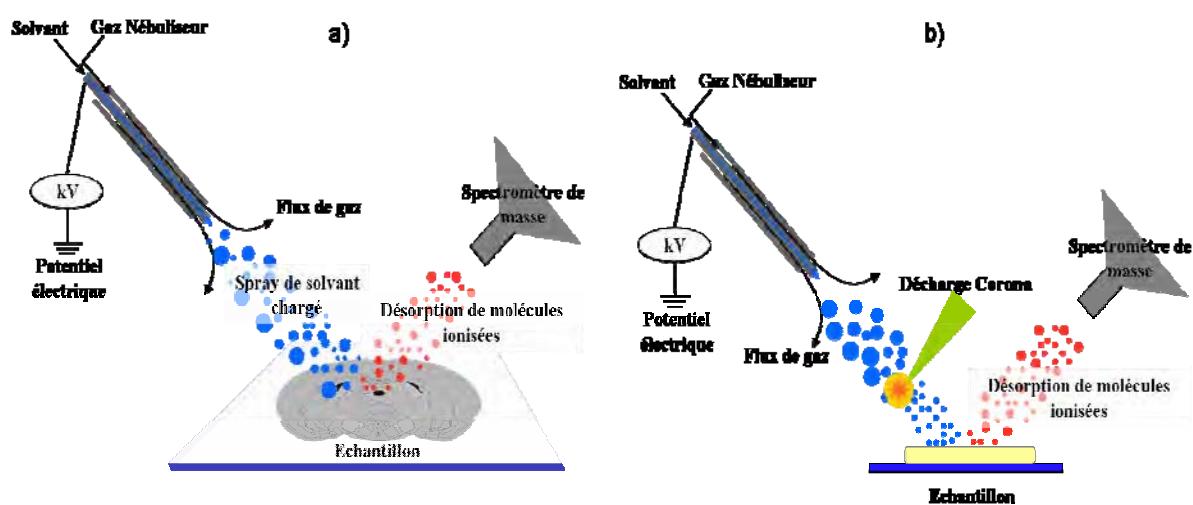 a)
Solvant
Gaz Nébuliseur
kV
Potentiel
électrique
Flux de gaz
Spray de solvant
chargé
Spectromètre de
masse
Désorption de molécules
ionisées
Echantillon
b)
Solvant
Gaz Nébuliseur
kV
Potentiel
électrique
Flux de gaz
Décharge Corona
Spectromètre de
masse
Désorption de molécules
ionisées
Echantillon